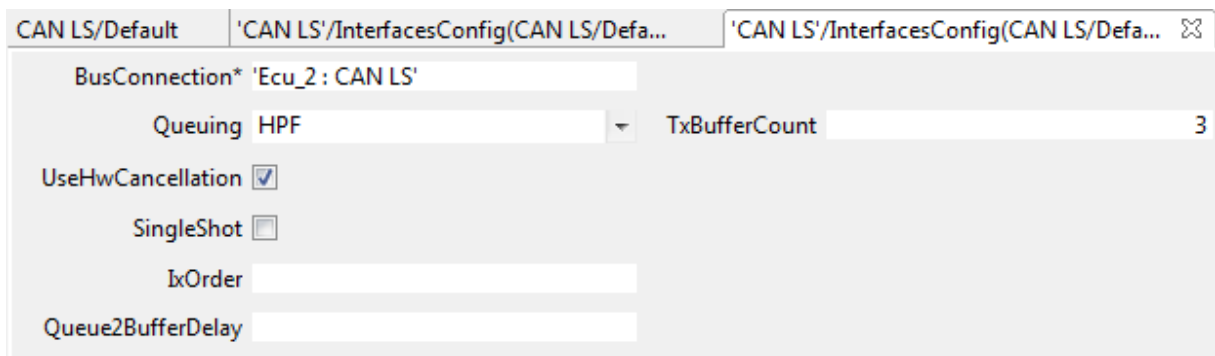 CAN LS/Default 'CAN LS'/InterfacesConfig(CAN LS/Defa... 'CAN LS'/InterfacesConfig(CAN LS/Defa...
BusConnection* 'Ecu_2 : CAN LS'
Queuing HPF TxBufferCount 3
UseHwCancellation
SingleShot
IxOrder
Queue2BufferDelay